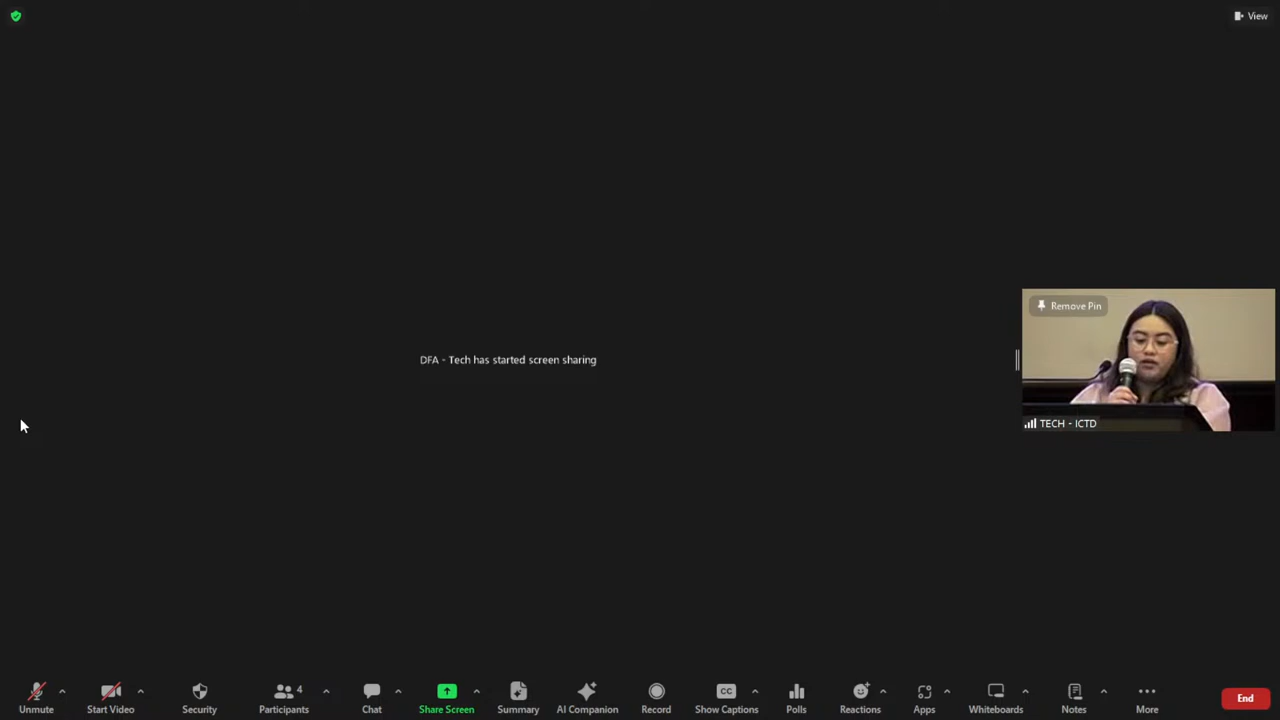 View
Remove Pin
DFA - Tech has started screen sharing
TECH - ICTD
4
CC
Unmute
Start Video
Security
Participants
Chat
Share Screen
Summary
AI Companion
Record
Show Captions
Polls
Reactions
Apps
Whiteboards
Notes
More
End